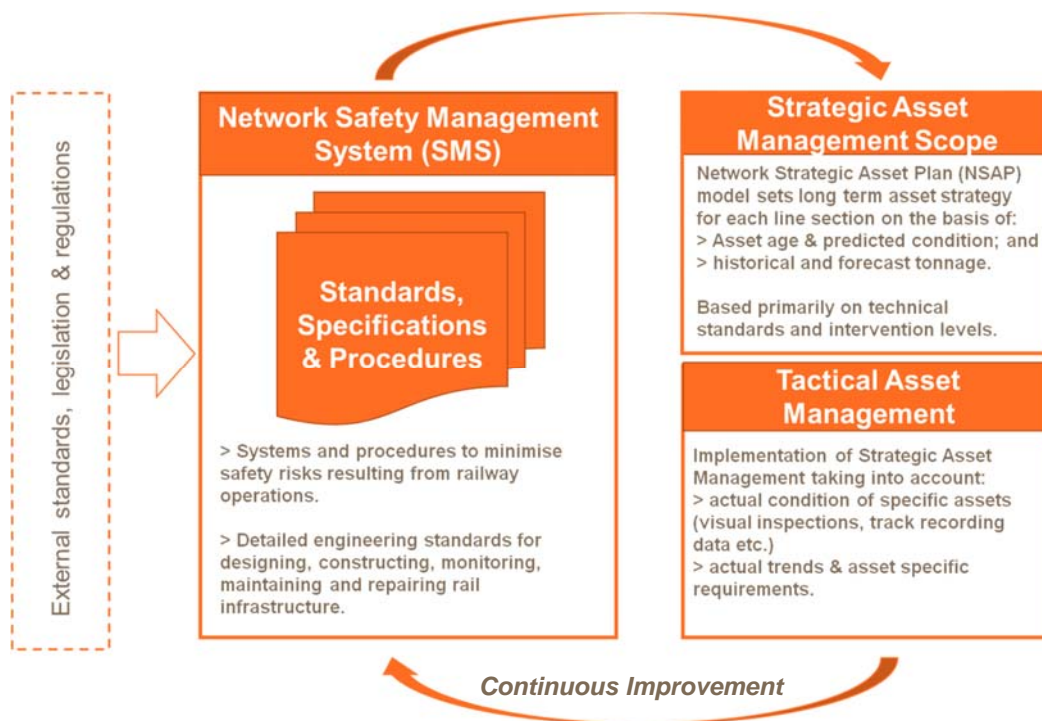 External standards, legislation & regulations
Network Safety Management
System (SMS)
Standards,
Specifications
& Procedures
> Systems and procedures to minimise
safety risks resulting from railway
operations.
> Detailed engineering standards for
designing, constructing, monitoring,
maintaining and repairing rail
infrastructure.
Strategic Asset
Management Scope
Network Strategic Asset Plan (NSAP)
model sets long term asset strategy
for each line section on the basis of:
> Asset age & predicted condition; and
> historical and forecast tonnage.
Based primarily on technical
standards and intervention levels.
Tactical Asset
Management
Implementation of Strategic Asset
Management taking into account:
> actual condition of specific assets
(visual inspections, track recording
data etc.)
> actual trends & asset specific
requirements.
Continuous Improvement